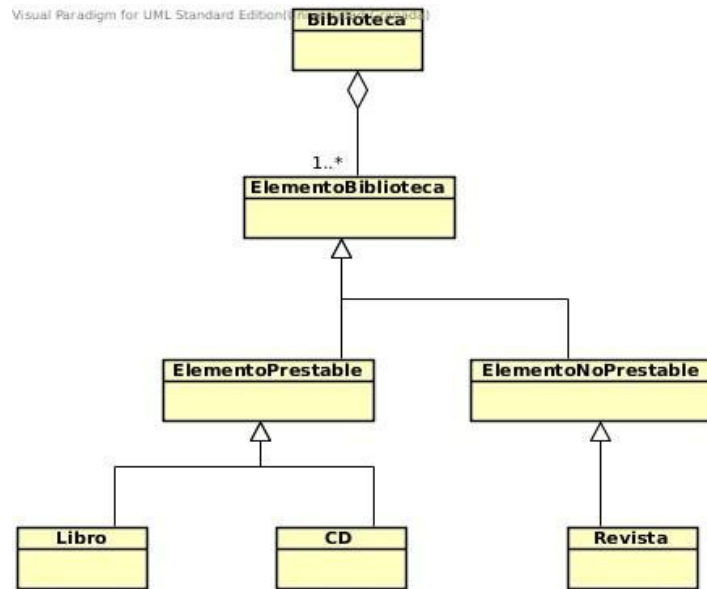 Visual Paradigm for UML Standard Edition(
Biblioteca
1..*
ElementoBiblioteca
ElementoPrestable
ElementoNoPrestable
Libro
CD
Revista